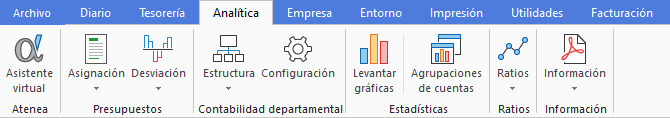 Archivo Diario Tesorería Analítica Empresa Entorno Impresión Utilidades Facturación
Asistente virtual
Asignación
Desviación
Estructura
Configuración
Levantar gráficas
Agrupaciones de cuentas
Ratios
Información
Atenea Presupuestos Contabilidad departamental Estadísticas Ratios Información